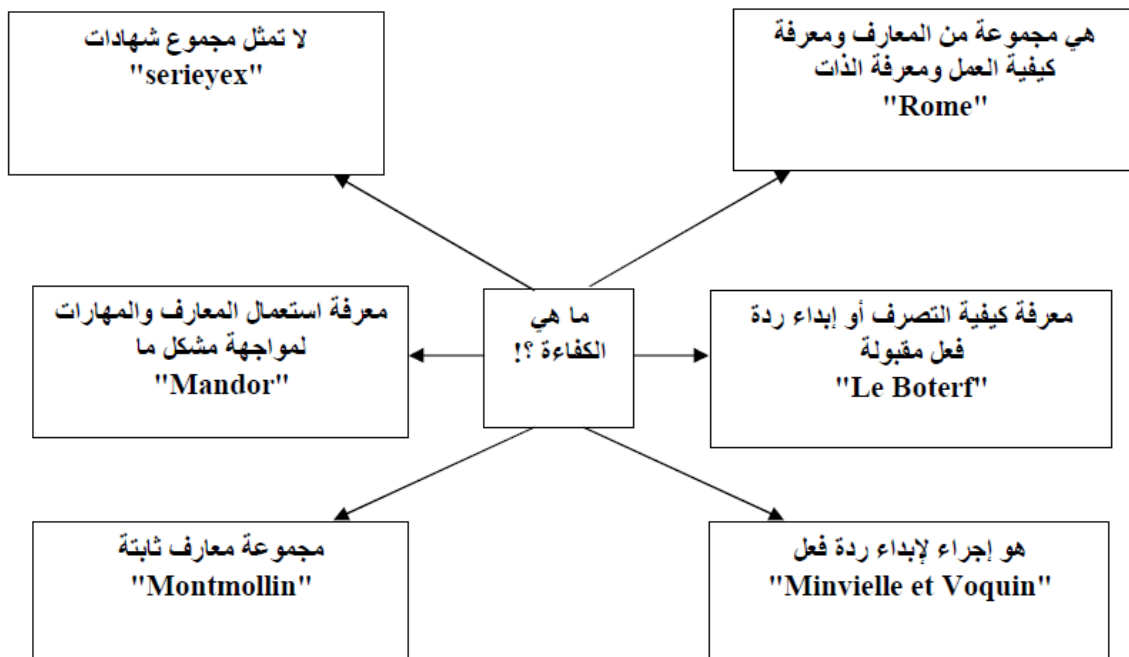 هي مجموعة من المعارف ومعرفة
كيفية العمل ومعرفة الذات
"Rome"
لا تمثل مجموع شهادات
"serieyex"
معرفة كيفية التصرف أو إبداء ردة
فعل مقبولة
"Le Boterf"
ما هي
الكفاءة ؟!
معرفة استعمال المعارف والمهارات
لمواجهة مشكل ما
"Mandor"
هو إجراء لإبداء ردة فعل
"Minvielle et Voquin"
مجموعة معارف ثابتة
"Montmollin"